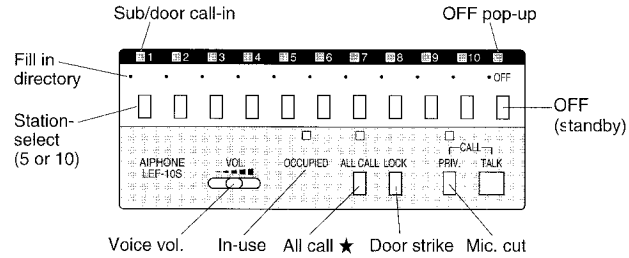 Sub/door call-in OFF pop-up
1 2 3 4 5 6 7 8 9 10
Fill in
directory
OFF
Station-
select
(5 or 10)
OFF
(standby)
CALL
AIPHONE
LEF-10S
VOL. OCCUPIED ALL CALL LOCK PRIV. TALK
Voice vol. In-use All call ★ Door strike Mic. cut